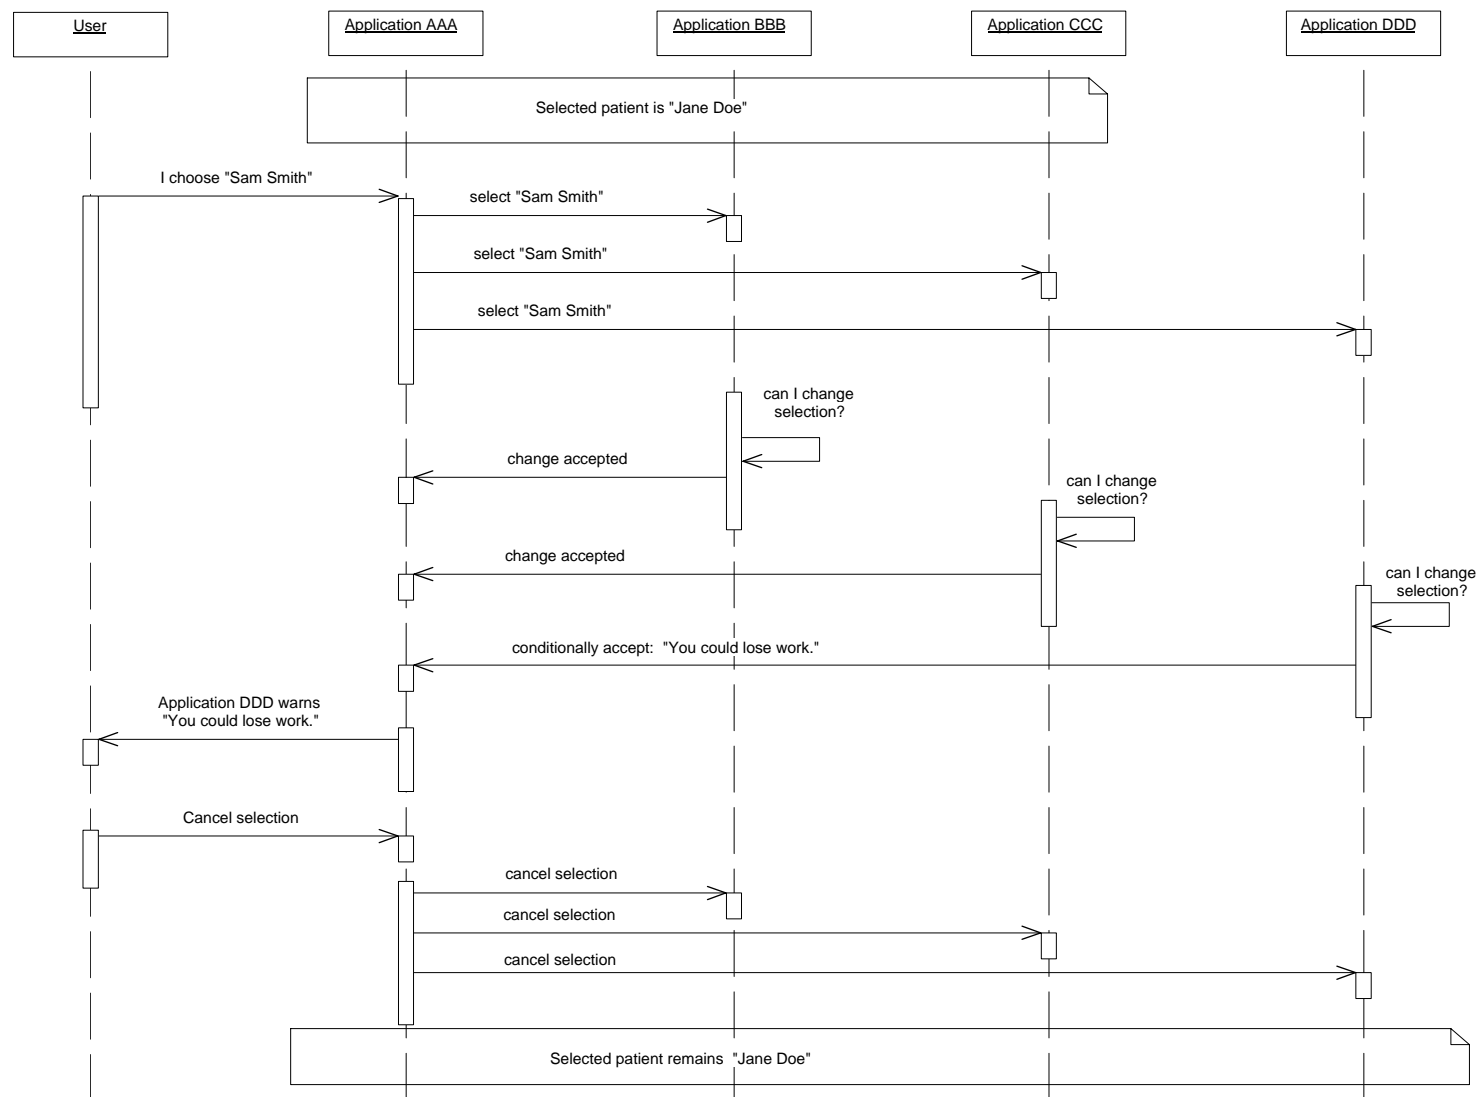 User
Application AAA
Application BBB
Application CCC
Application DDD
Selected patient is "Jane Doe"
I choose "Sam Smith"
select "Sam Smith"
select "Sam Smith"
select "Sam Smith"
can I change
selection?
change accepted
can I change
selection?
change accepted
can I change
selection?
conditionally accept:  "You could lose work."
Application DDD warns
"You could lose work."
Cancel selection
cancel selection
cancel selection
cancel selection
Selected patient remains  "Jane Doe"